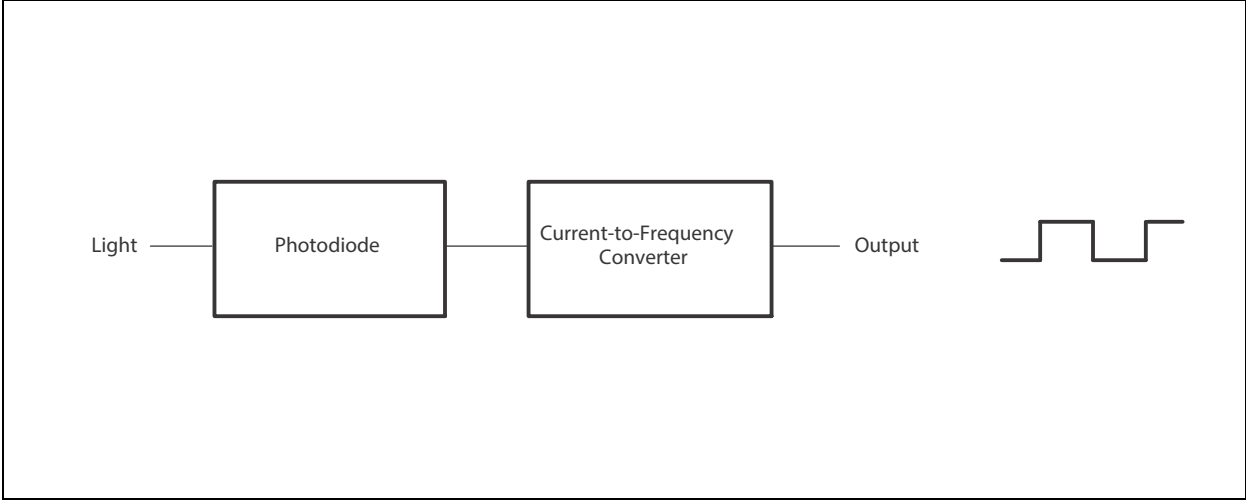 Light
Photodiode
Current-to-Frequency
Converter
Output